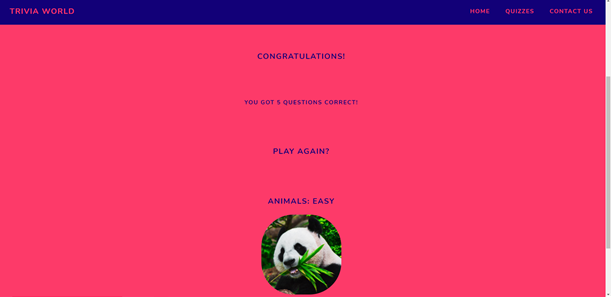 TRIVIA WORLD
HOME QUIZZES CONTACT US
CONGRATULATIONS!
YOU GOT 5 QUESTIONS CORRECT!
PLAY AGAIN?
ANIMALS: EASY